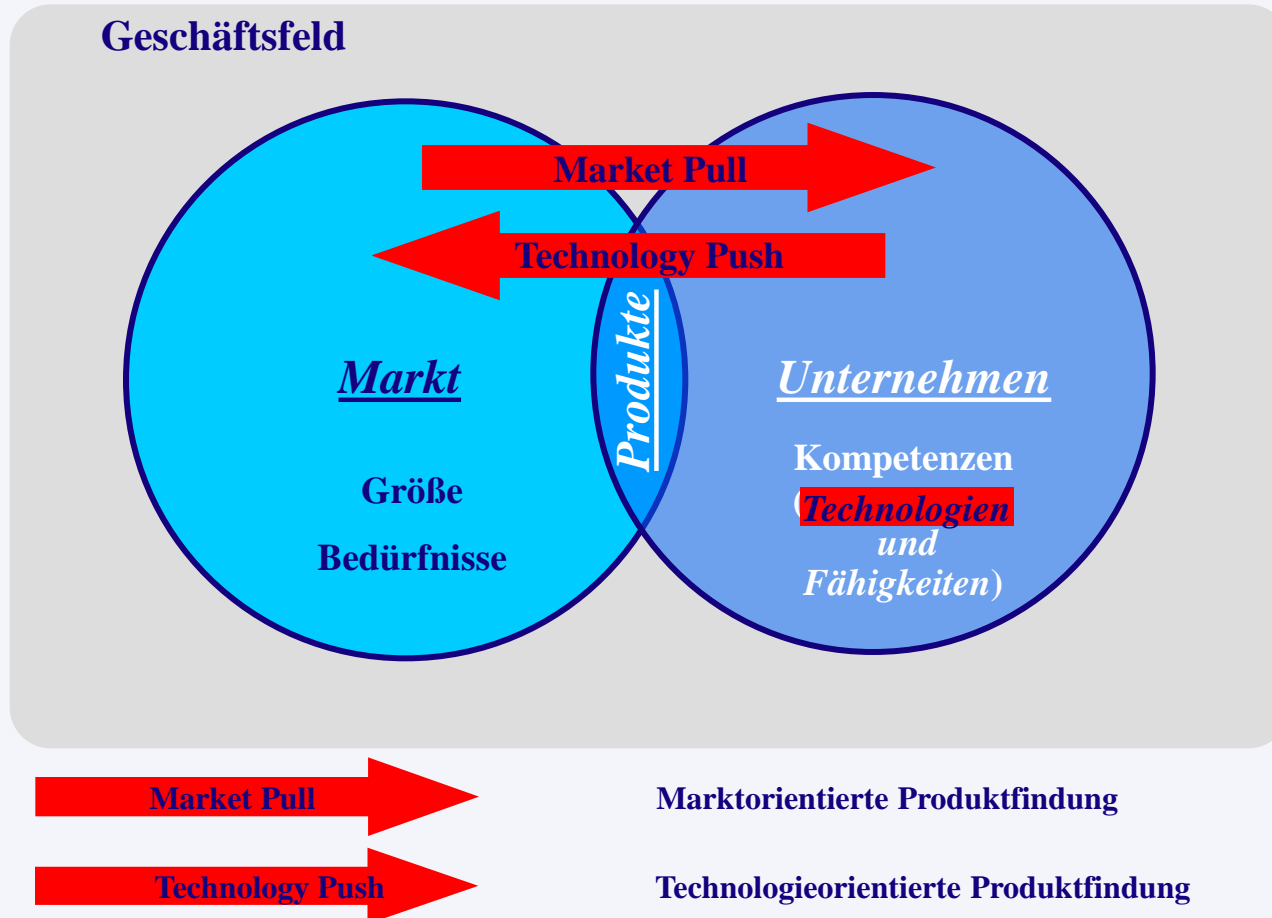 Geschäftsfeld
Market Pull
Technology Push
Produkte
Markt
Größe
Bedürfnisse
Unternehmen
Kompetenzen
(Technologien
und
Fähigkeiten)
Market Pull
Marktorientierte Produktfindung
Technology Push
Technologieorientierte Produktfindung